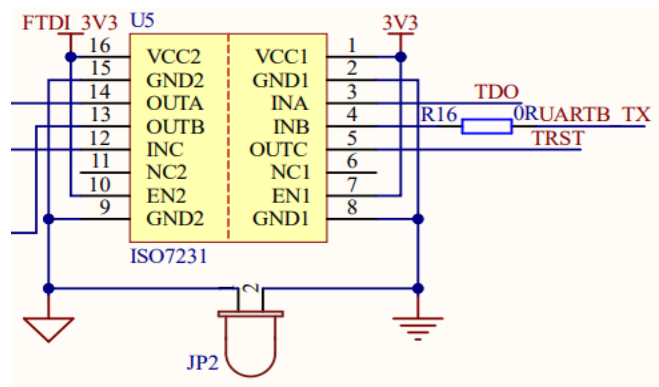 FTDI_3V3 U5 3V3
16 VCC2 VCC1 1
15 GND2 GND1 2
14 OUTA INA 3 TDO
13 OUTB INB 4 R16 0R UARTB_TX
12 INC OUTC 5 TRST
11 NC2 NC1 6
10 EN2 EN1 7
9 GND2 GND1 8
ISO7231
1 2
JP2